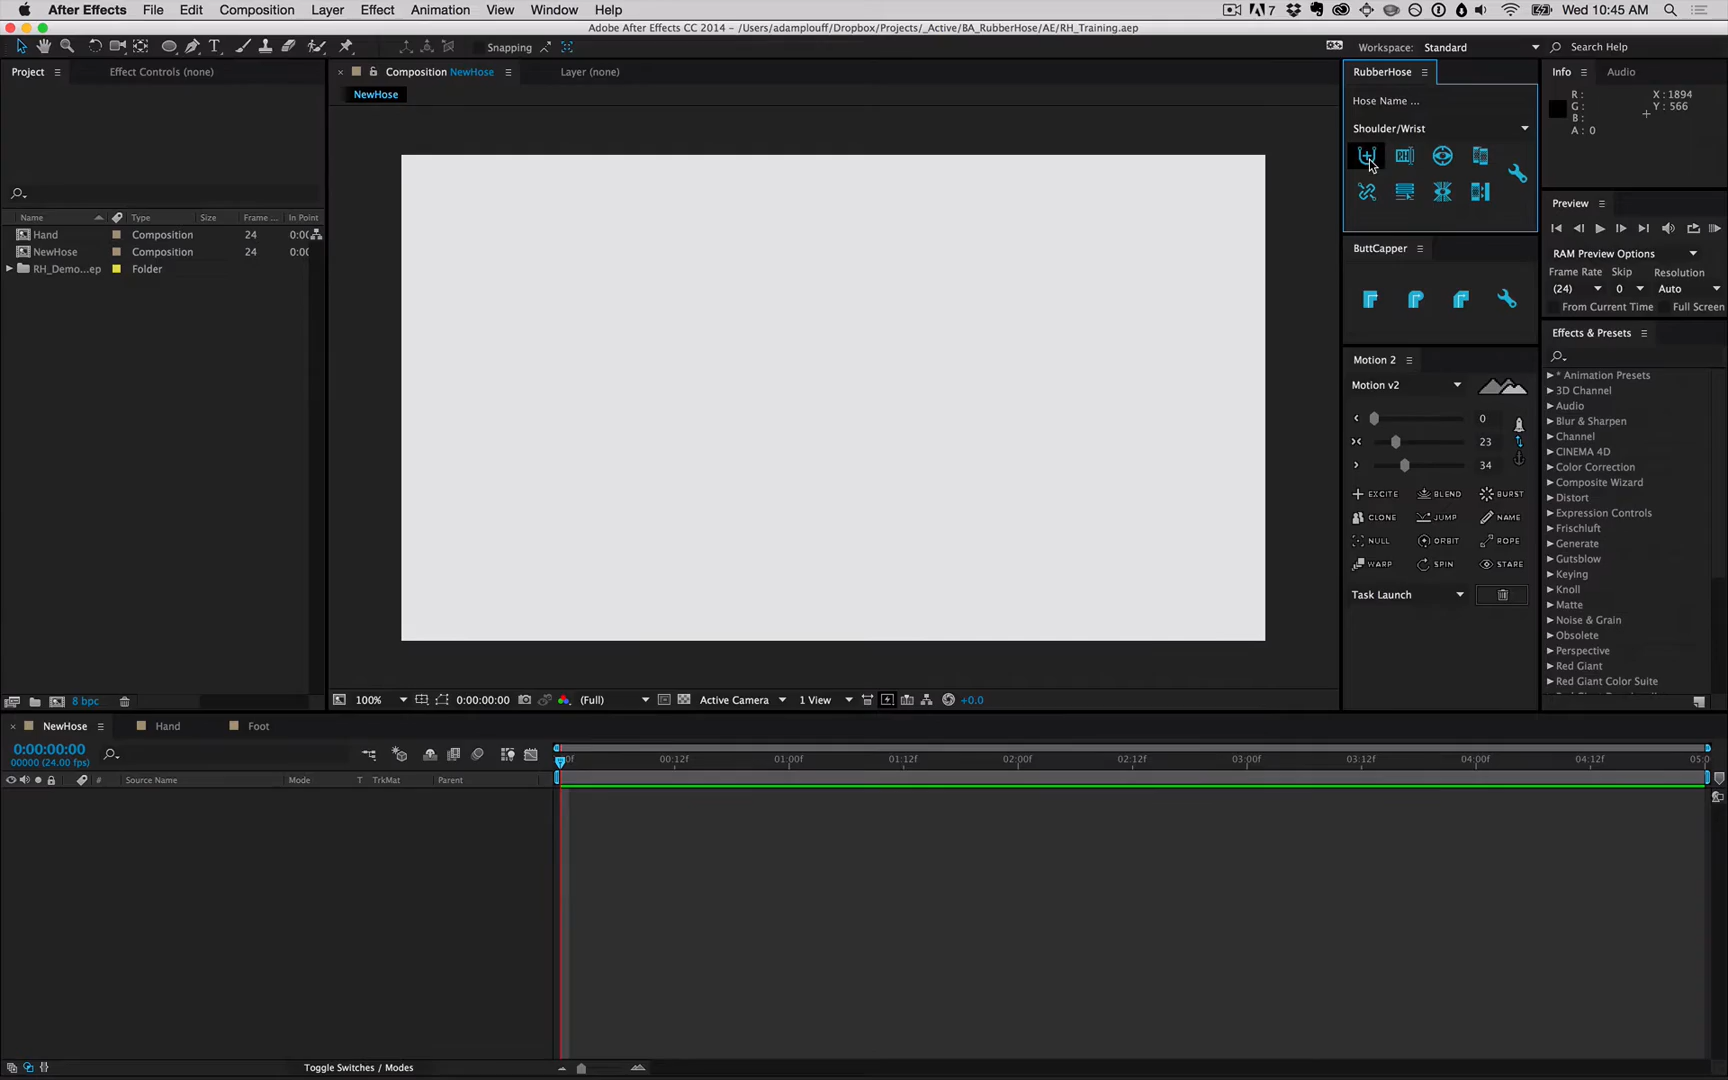 After Effects File Edit Composition Layer Effect Animation View Window Help 7 Wed 10:45 AM
Adobe After Effects CC 2014 - /Users/adamplouff/Dropbox/Projects/_Active/BA_RubberHose/AE/RH_Training.aep
Snapping Workspace: Standard Search Help
Project Effect Controls (none) Composition NewHose Layer (none) RubberHose Info Audio
NewHose
Hose Name ...
R: X : 1894
G: Y : 566
B:
A : 0
Shoulder/Wrist
Preview
Name Type Size Frame ... In Point
Hand Composition 24 0:00
NewHose Composition 24 0:00
RH_Demo...ep Folder
ButtCapper
RAM Preview Options
Frame Rate Skip Resolution
(24) 0 Auto
From Current Time Full Screen
Effects & Presets
Motion 2
Motion v2
0
23
34
EXCITE BLEND BURST
CLONE JUMP NAME
NULL ORBIT ROPE
WARP SPIN STARE
Task Launch
* Animation Presets
3D Channel
Audio
Blur & Sharpen
Channel
CINEMA 4D
Color Correction
Composite Wizard
Distort
Expression Controls
Frischluft
Generate
Gutsblow
Keying
Knoll
Matte
Noise & Grain
Obsolete
Perspective
Red Giant
Red Giant Color Suite
8 bpc 100% 0:00:00:00 (Full) Active Camera 1 View +0.0
NewHose Hand Foot
0:00:00:00
00000 (24.00 fps)
0f 00:12f 01:00f 01:12f 02:00f 02:12f 03:00f 03:12f 04:00f 04:12f 05:0
# Source Name Mode T TrkMat Parent
Toggle Switches / Modes